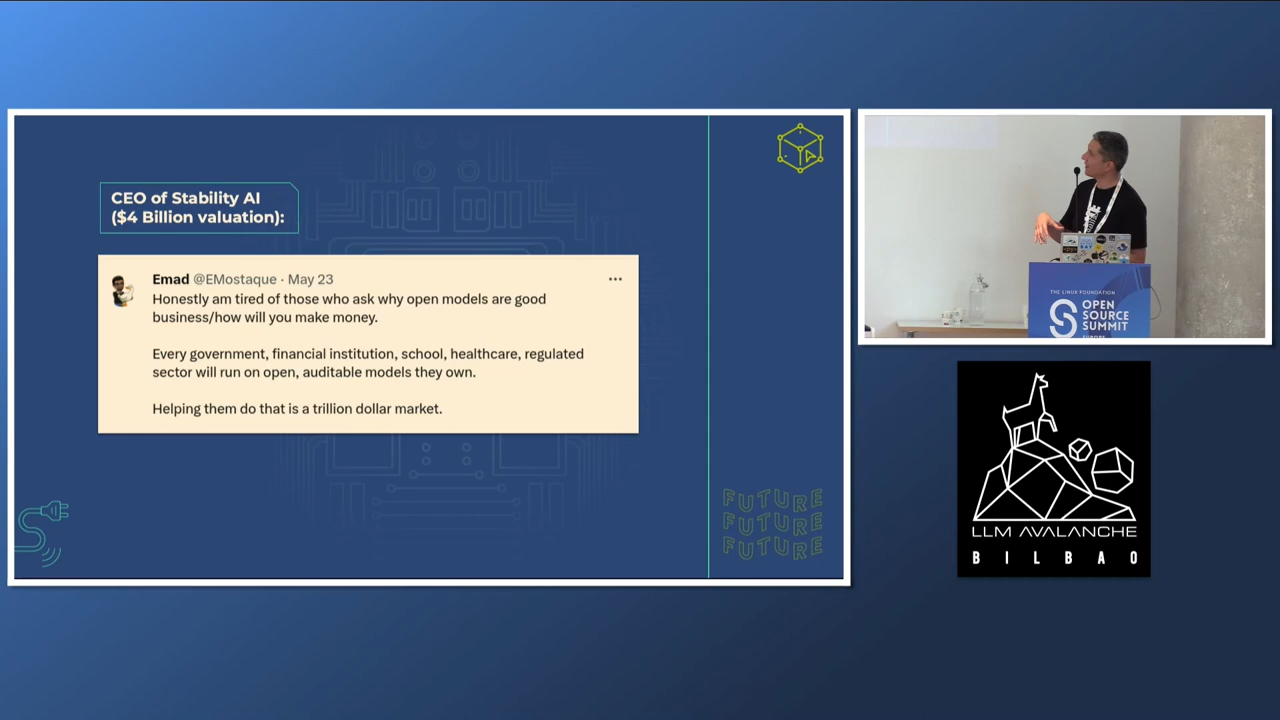 CEO of Stability AI
($4 Billion valuation):
Emad @EMostaque · May 23
Honestly am tired of those who ask why open models are good
business/how will you make money.
Every government, financial institution, school, healthcare, regulated
sector will run on open, auditable models they own.
Helping them do that is a trillion dollar market.
FUTURE
FUTURE
FUTURE
THE LINUX FOUNDATION
OPEN
SOURCE
SUMMIT
EUROPE
LLM AVALANCHE
BILBAO